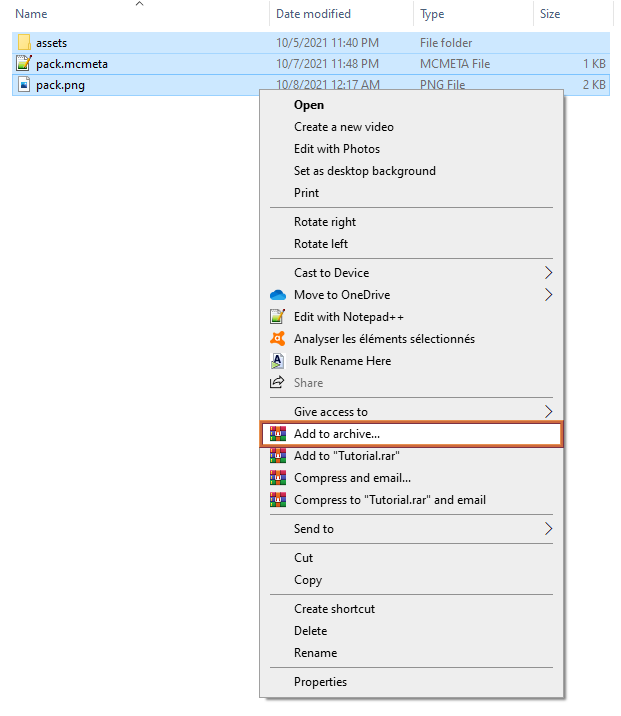 Name Date modified Type Size
assets 10/5/2021 11:40 PM File folder
pack.mcmeta 10/7/2021 11:48 PM MCMETA File 1 KB
pack.png 10/8/2021 12:17 AM PNG File 2 KB
Open
Create a new video
Edit with Photos
Set as desktop background
Print
Rotate right
Rotate left
Cast to Device
Move to OneDrive
Edit with Notepad++
Analyser les éléments sélectionnés
Bulk Rename Here
Share
Give access to
Add to archive...
Add to "Tutorial.rar"
Compress and email...
Compress to "Tutorial.rar" and email
Send to
Cut
Copy
Create shortcut
Delete
Rename
Properties